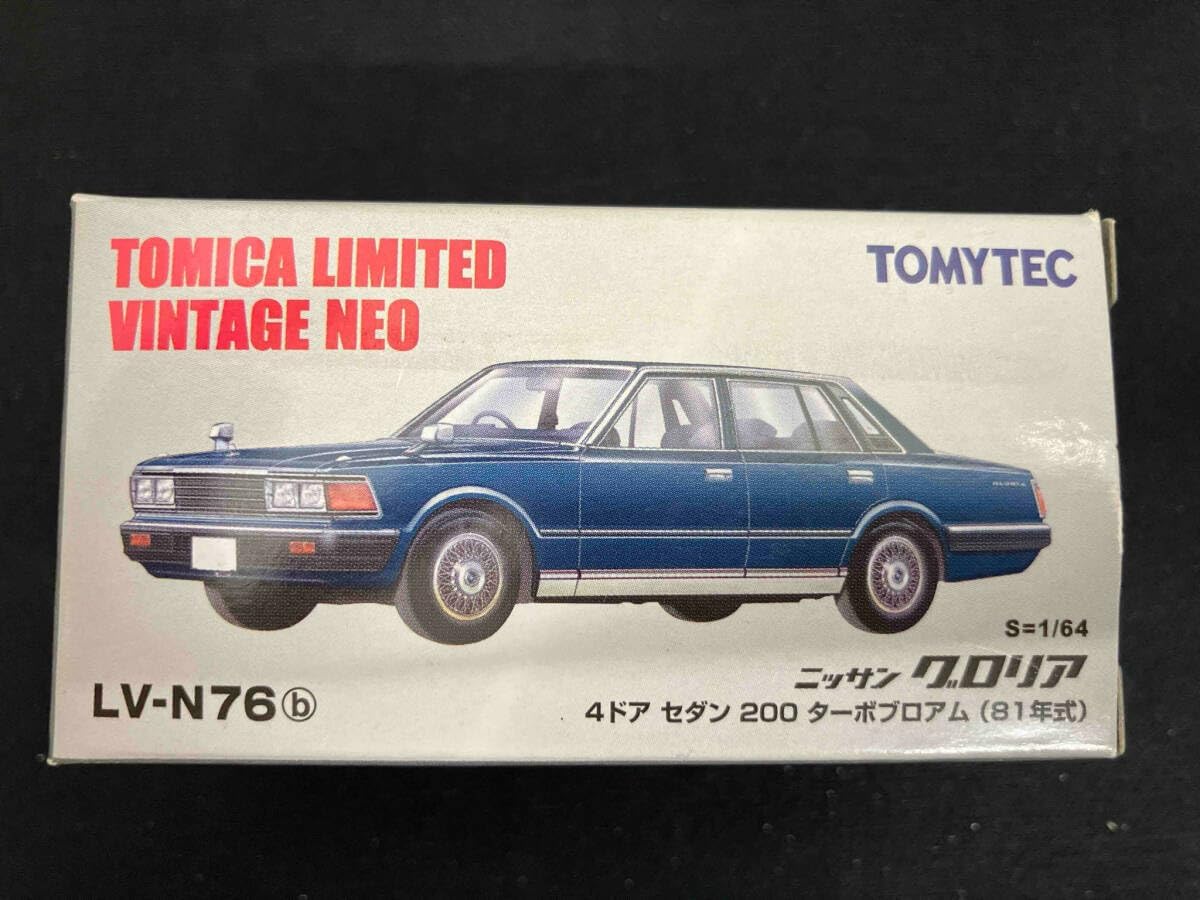 TOMICA LIMITED
VINTAGE NEO
TOMYTEC
S=1/64
ニッサン グロリア
LV-N76ⓑ
4ドア セダン 200 ターボブロアム (81年式)